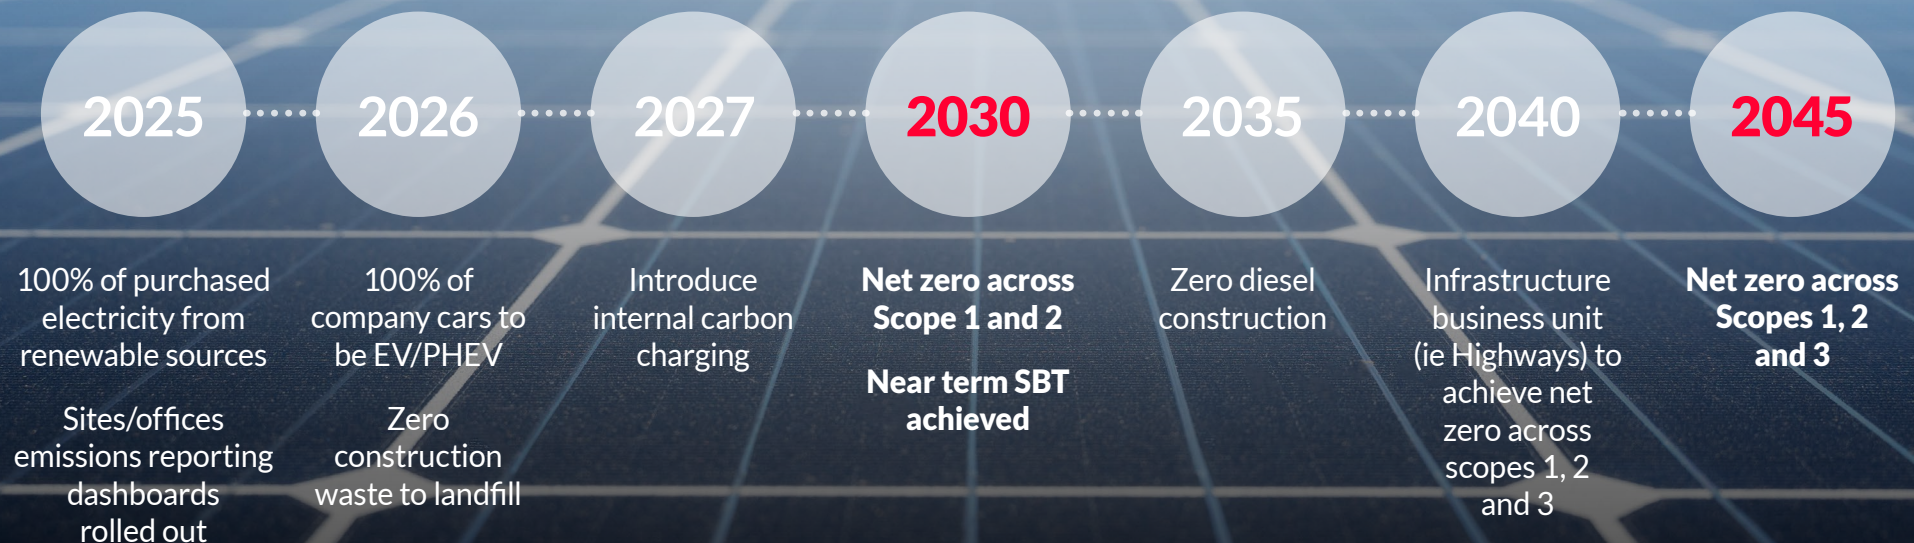 2025
2026
2027
2030
2035
2040
2045
100% of purchased
electricity from
renewable sources
Sites/offices
emissions reporting
dashboards
rolled out
100% of
company cars to
be EV/PHEV
Zero
construction
waste to landfill
Introduce
internal carbon
charging
Net zero across
Scope 1 and 2
Near term SBT
achieved
Zero diesel
construction
Infrastructure
business unit
(ie Highways) to
achieve net
zero across
scopes 1, 2
and 3
Net zero across
Scopes 1, 2
and 3